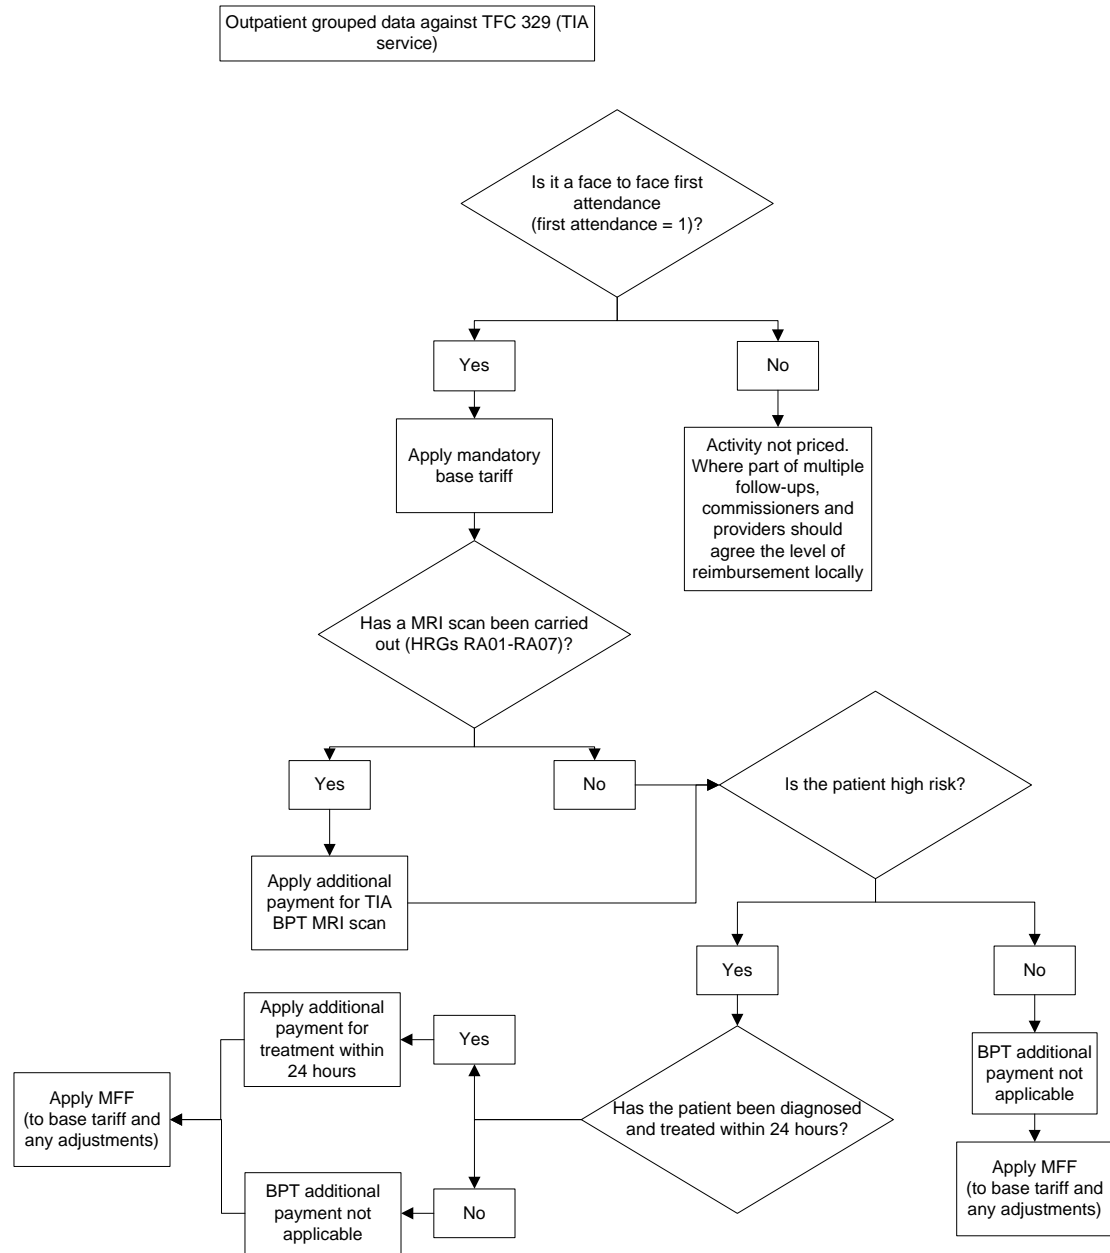 Outpatient grouped data against TFC 329 (TIA
service)
Is it a face to face first
attendance
(first attendance = 1)?
Yes
No
Apply mandatory
base tariff
Activity not priced.
Where part of multiple
follow-ups,
commissioners and
providers should
agree the level of
reimbursement locally
Has a MRI scan been carried
out (HRGs RA01-RA07)?
Yes
No
Is the patient high risk?
Apply additional
payment for TIA
BPT MRI scan
Yes
No
Apply additional
payment for
treatment within
24 hours
Yes
BPT additional
payment not
applicable
Apply MFF
(to base tariff and
any adjustments)
Has the patient been diagnosed
and treated within 24 hours?
Apply MFF
(to base tariff and
any adjustments)
BPT additional
payment not
applicable
No